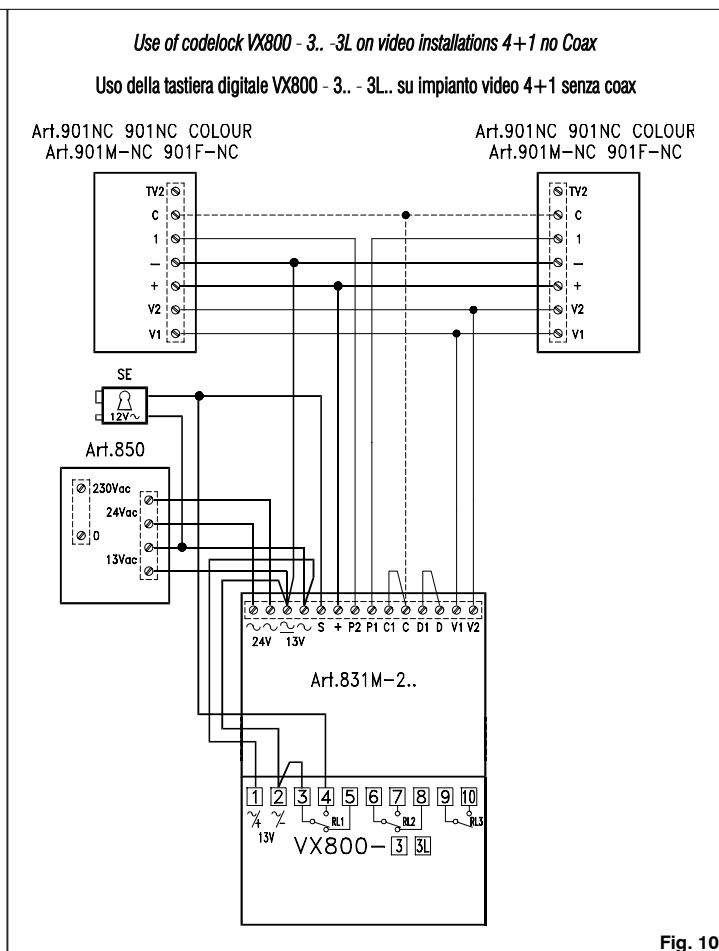 Use of codelock VX800 - 3.. -3L on video installations 4+1 no Coax
Uso della tastiera digitale VX800 - 3.. - 3L.. su impianto video 4+1 senza coax
Art.901NC 901NC COLOUR
Art.901M-NC 901F-NC
Art.901NC 901NC COLOUR
Art.901M-NC 901F-NC
TV2
C
1
—
+
V2
V1
TV2
C
1
—
+
V2
V1
SE
12V~
Art.850
230Vac
0
24Vac
13Vac
24V 13V S + P2 P1 C1 C D1 D V1 V2
Art.831M-2..
1 2 3 4 5 6 7 8 9 10
~/+ ~/- RL1 RL2 RL3
13V
VX800- 3 3L
Fig. 10